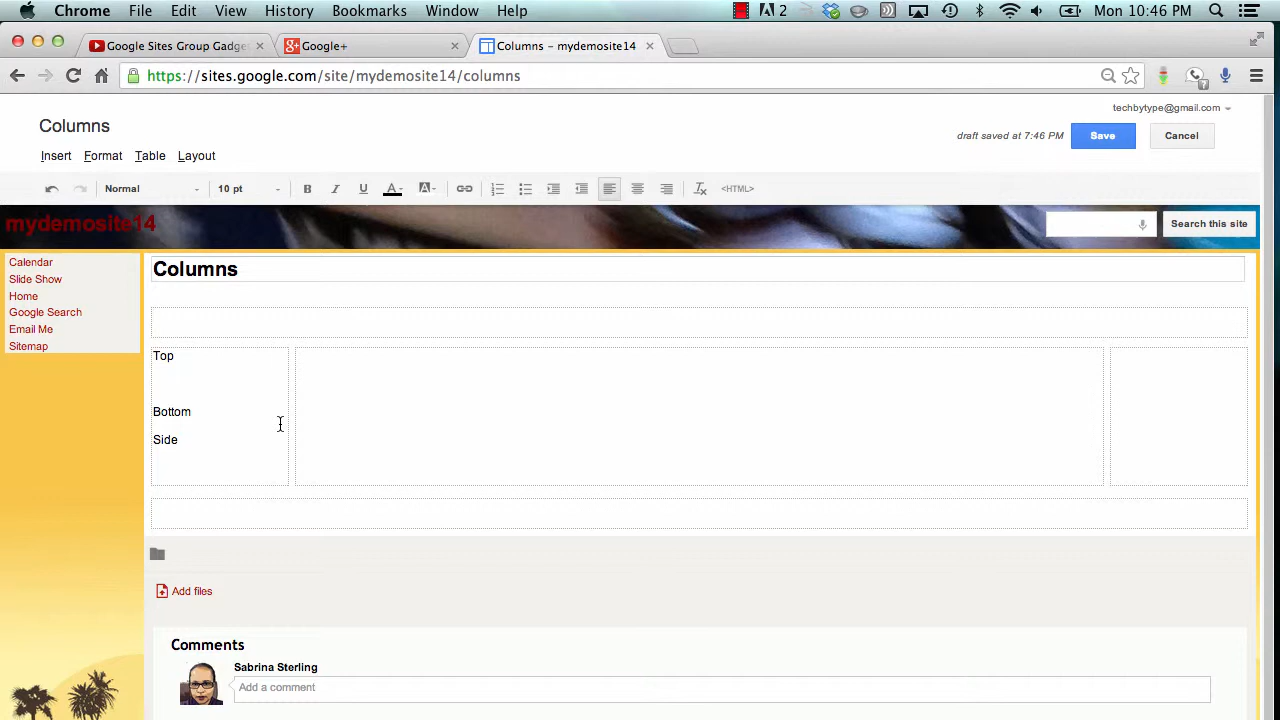 Chrome File Edit View History Bookmarks Window Help 2 Mon 10:46 PM
Google Sites Group Gadge × Google+ × Columns – mydemosite14 ×
https://sites.google.com/site/mydemosite14/columns
techbytype@gmail.com
Columns
draft saved at 7:46 PM Save Cancel
Insert Format Table Layout
Normal 10 pt B I U A A <HTML>
mydemosite14
Search this site
Calendar
Slide Show
Home
Google Search
Email Me
Sitemap
Columns
Top
Bottom
Side
Add files
Comments
Sabrina Sterling
Add a comment